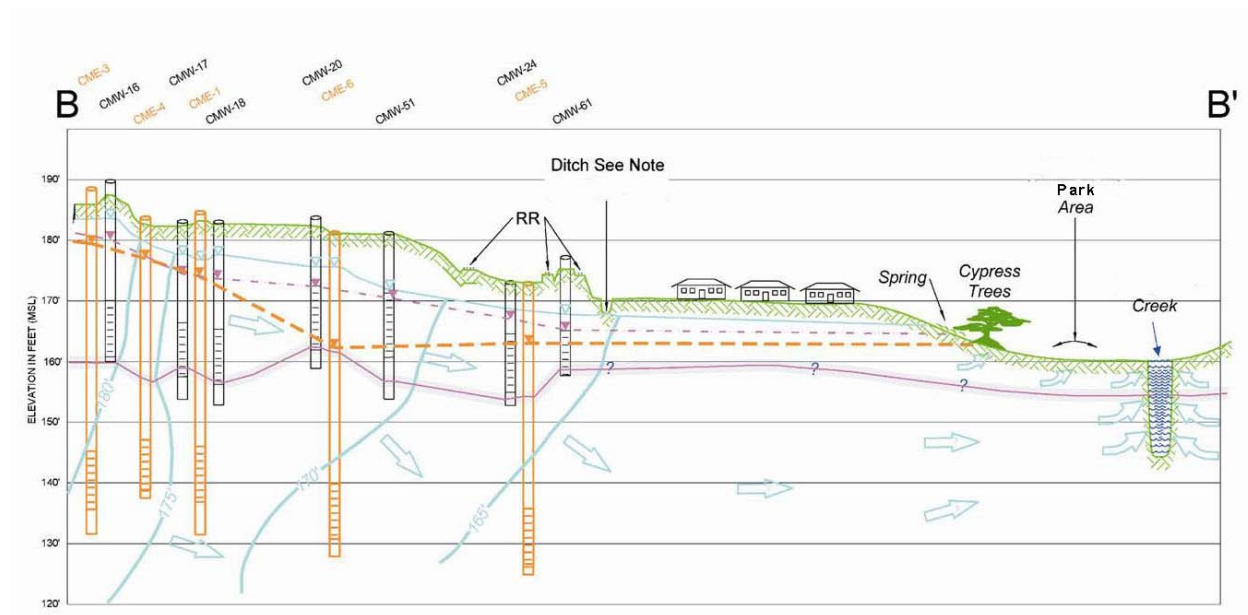 CME-3
CMW-16
CME-4
CMW-17
CME-1
CMW-18
CMW-20
CME-6
CMW-51
CMW-24
CME-5
CMW-61
B
B'
Ditch See Note
Park
Area
RR
Spring
Cypress
Trees
Creek
ELEVATION IN FEET (MSL)
190'
180'
170'
160'
150'
140'
130'
120'
180'
175'
170'
165'
?
?
?